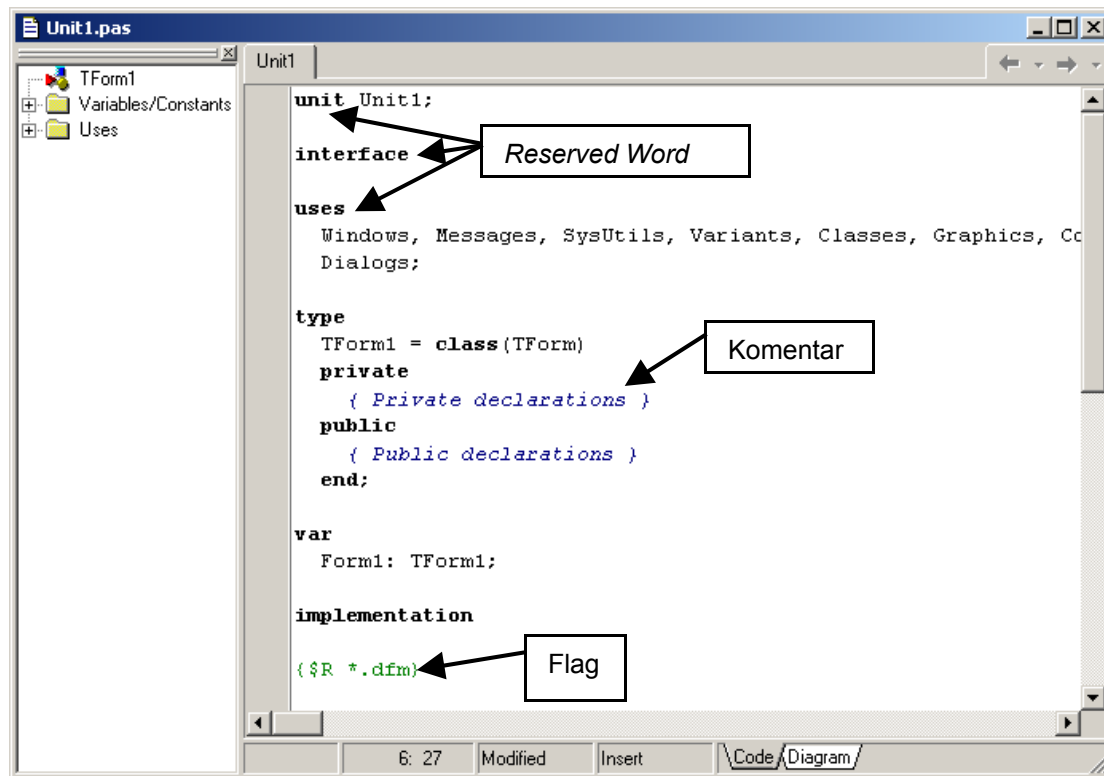 Unit1.pas
TForm1
Variables/Constants
Uses
Unit1
unit Unit1;
interface
Reserved Word
uses
Windows, Messages, SysUtils, Variants, Classes, Graphics, Co
Dialogs;
type
TForm1 = class(TForm)
Komentar
private
{ Private declarations }
public
{ Public declarations }
end;
var
Form1: TForm1;
implementation
{$R *.dfm}
Flag
6: 27 Modified Insert Code Diagram